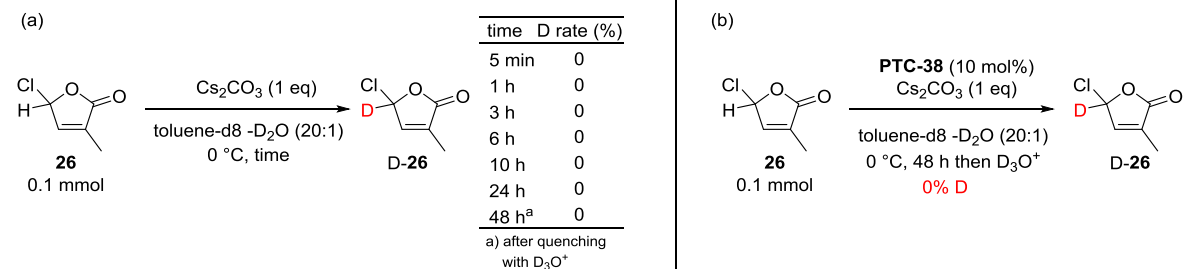 (a)
Cl
O
O
H
26
0.1 mmol
Cs₂CO₃ (1 eq)
toluene-d8 -D₂O (20:1)
0 °C, time
Cl
O
O
D
D-26
time D rate (%)
5 min 0
1 h 0
3 h 0
6 h 0
10 h 0
24 h 0
48 hᵃ 0
a) after quenching
with D₃O⁺
(b)
Cl
O
O
H
26
0.1 mmol
PTC-38 (10 mol%)
Cs₂CO₃ (1 eq)
toluene-d8 -D₂O (20:1)
0 °C, 48 h then D₃O⁺
0% D
Cl
O
O
D
D-26